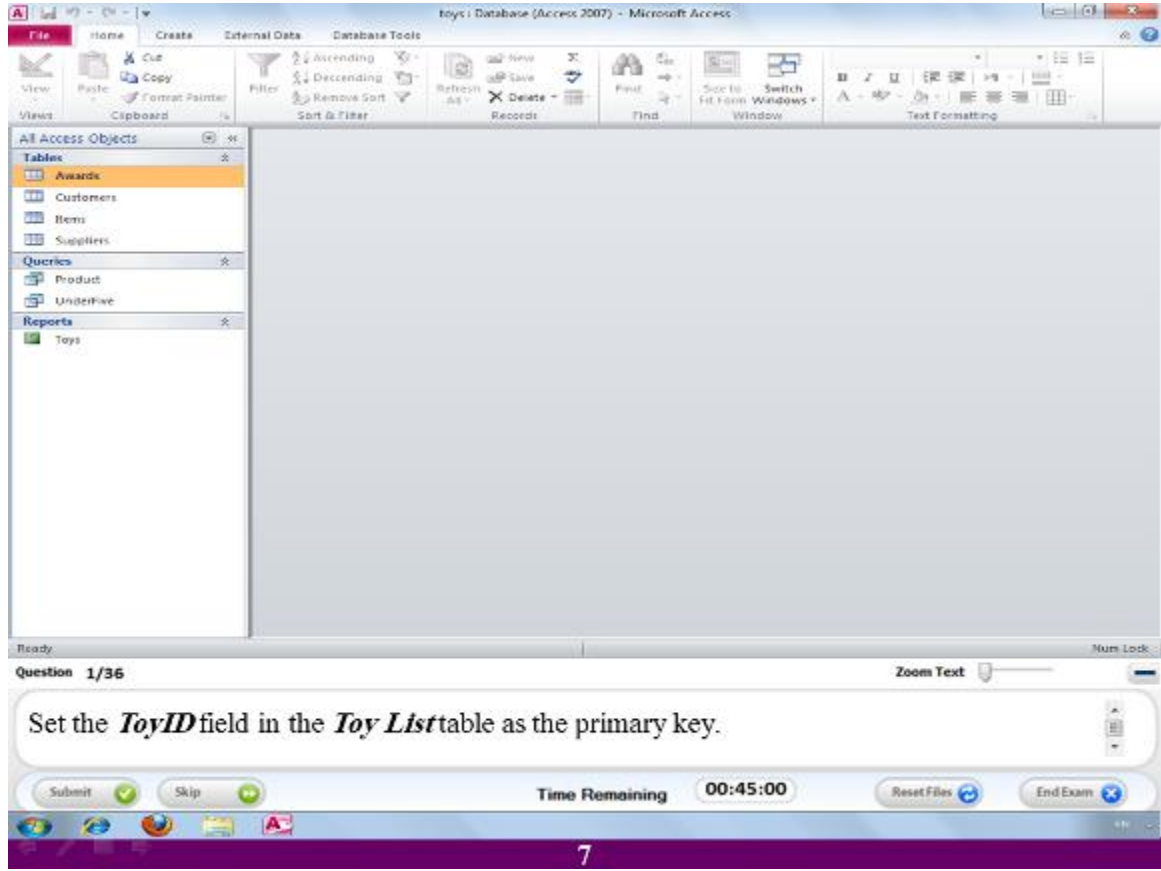 toys : Database (Access 2007) - Microsoft Access
File Home Create External Data Database Tools
View
Paste
Cut
Copy
Format Painter
Filter
Ascending
Descending
Remove Sort
Refresh All
New
Save
Delete
Find
Size to Fit Form
Switch Windows
Views Clipboard Sort & Filter Records Find Window Text Formatting
All Access Objects
Tables
Awards
Customers
Items
Suppliers
Queries
Product
UnderFive
Reports
Toys
Ready Num Lock
Question 1/36 Zoom Text
Set the ToyID field in the Toy List table as the primary key.
Submit Skip Time Remaining 00:45:00 Reset Files End Exam
7